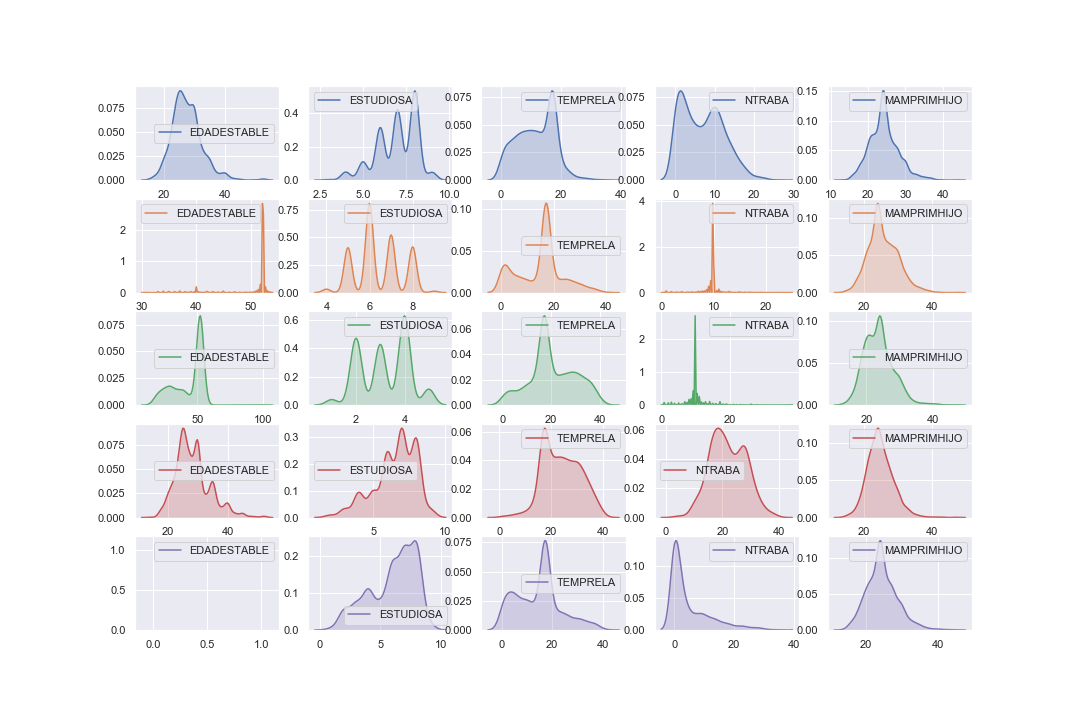 0.075 0.4 0.075 0.075 0.15
ESTUDIOSA TEMPRELA NTRABA MAMPRIMHIJO
0.050 0.2 0.050 0.050 0.10
EDADESTABLE
0.025 0.025 0.025 0.05
0.000 0.0 0.000 0.000 0.00
20 40 2.5 5.0 7.5 10.0 0 20 40 0 10 20 30 10 20 30 40
EDADESTABLE ESTUDIOSA NTRABA MAMPRIMHIJO
2 0.75 0.10 4 0.10
0.50 TEMPRELA
1 0.25 0.05 2 0.05
0 0.00 0.00 0 0.00
30 40 50 4 6 8 0 20 40 0 10 20 20 40
0.075 0.6 0.06 2 0.10
ESTUDIOSA TEMPRELA NTRABA
0.050 0.4 0.04
EDADESTABLE MAMPRIMHIJO
0.025 0.2 0.02 1 0.05
0.000 0.0 0.00 0 0.00
50 100 2 4 0 20 40 0 20 20 40
0.075 0.3 0.06 0.06 0.10
TEMPRELA MAMPRIMHIJO
0.050 0.2 0.04 0.04
EDADESTABLE ESTUDIOSA NTRABA
0.025 0.1 0.02 0.02 0.05
0.000 0.0 0.00 0.00 0.00
20 40 5 10 0 20 40 0 20 40 20 40
EDADESTABLE NTRABA MAMPRIMHIJO
1.0 0.2 0.075 0.10 0.10
0.050
TEMPRELA
0.5 0.1 0.025 0.05 0.05
ESTUDIOSA
0.0 0.0 0.000 0.00 0.00
0.0 0.5 1.0 0 5 10 0 20 40 0 20 40 20 40